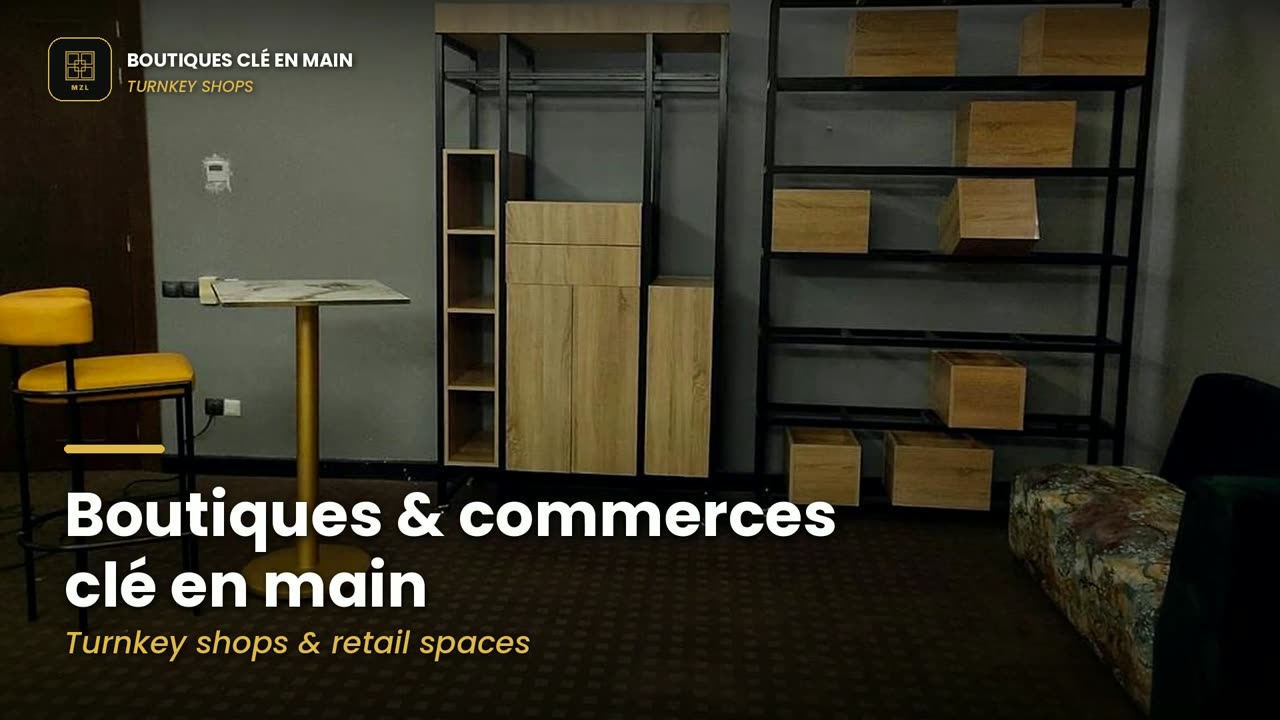 MZL
BOUTIQUES CLÉ EN MAIN
TURNKEY SHOPS
Boutiques & commerces
clé en main
Turnkey shops & retail spaces